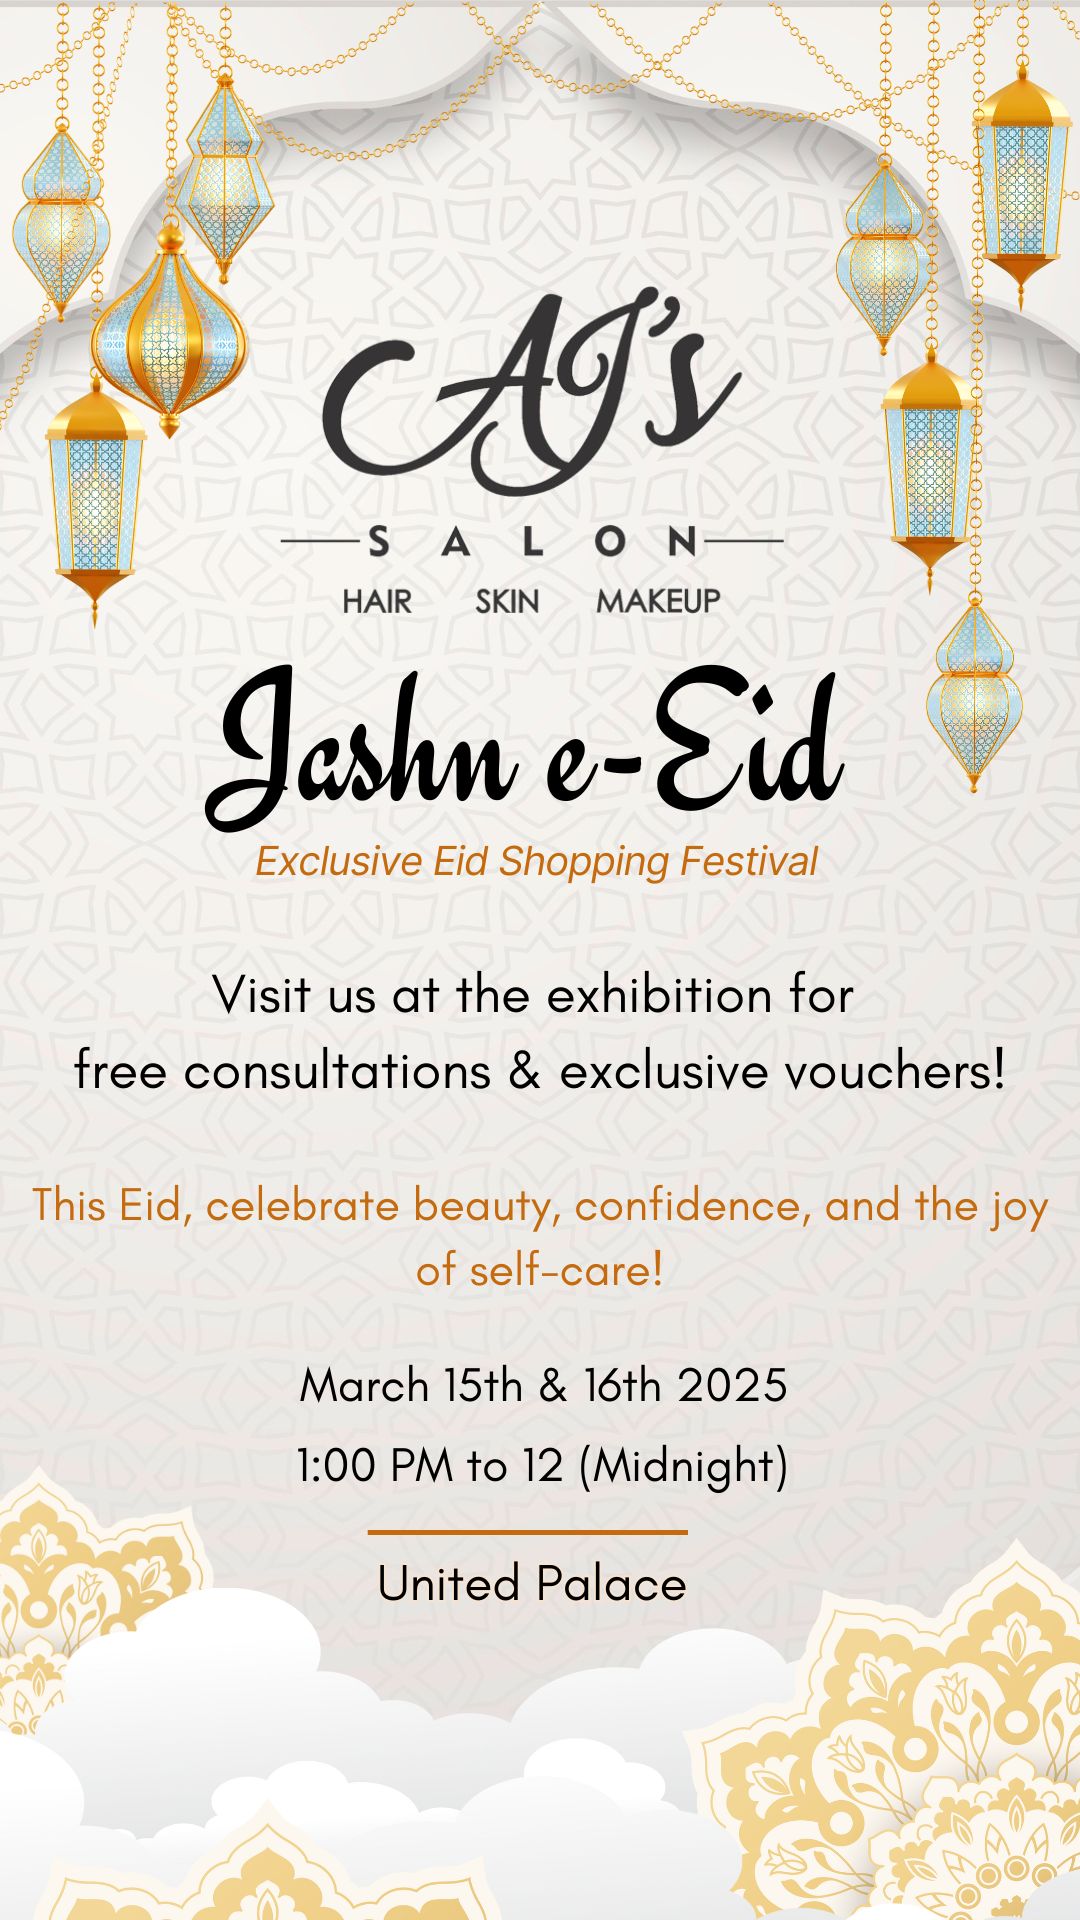 AJ's
SALON
HAIR SKIN MAKEUP
Jashn e-Eid
Exclusive Eid Shopping Festival
Visit us at the exhibition for
free consultations & exclusive vouchers!
This Eid, celebrate beauty, confidence, and the joy
of self-care!
March 15th & 16th 2025
1:00 PM to 12 (Midnight)
United Palace